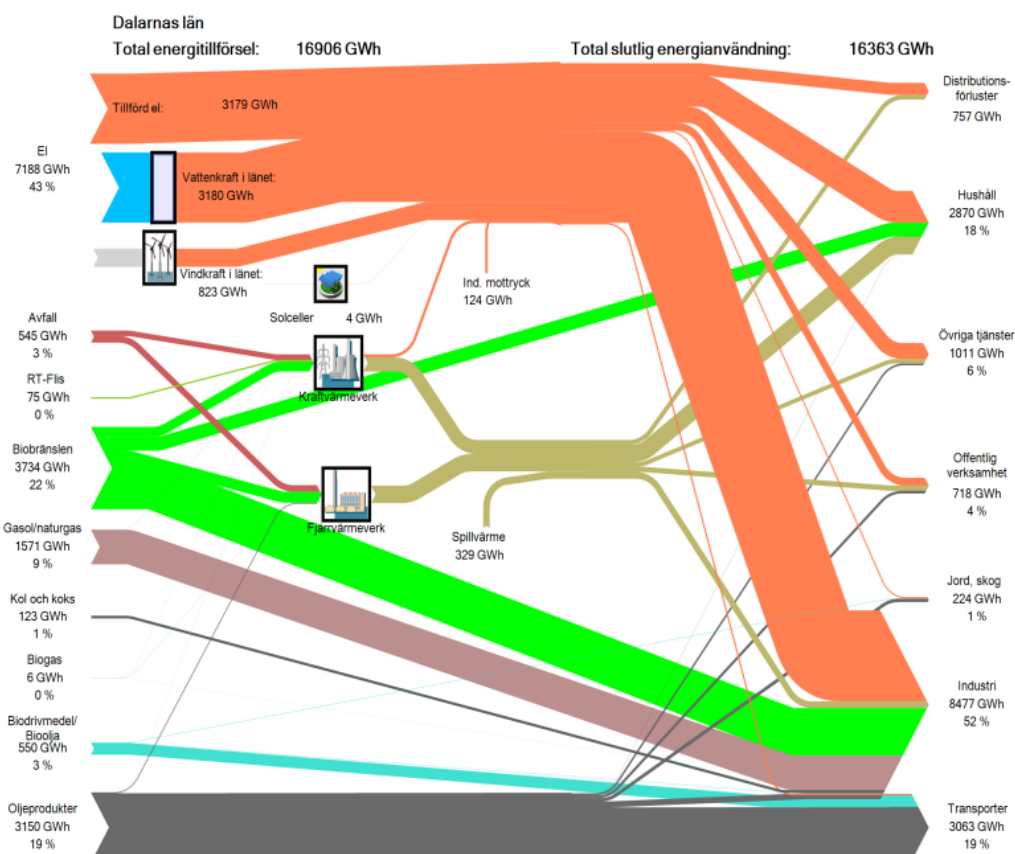 Dalarnas län
Total energitillförsel: 16906 GWh
Total slutlig energianvändning: 16363 GWh
Tillförd el: 3179 GWh
El
7188 GWh
43 %
Vattenkraft i länet:
3180 GWh
Vindkraft i länet:
823 GWh
Solceller 4 GWh
Ind. mottryck
124 GWh
Avfall
545 GWh
3 %
RT-Flis
75 GWh
0 %
Kraftvärmeverk
Biobränslen
3734 GWh
22 %
Fjärrvärmeverk
Spillvärme
329 GWh
Gasol/naturgas
1571 GWh
9 %
Kol och koks
123 GWh
1 %
Biogas
6 GWh
0 %
Biodrivmedel/
Bioolja
550 GWh
3 %
Oljeprodukter
3150 GWh
19 %
Distributions-
förluster
757 GWh
Hushåll
2870 GWh
18 %
Övriga tjänster
1011 GWh
6 %
Offentlig
verksamhet
718 GWh
4 %
Jord, skog
224 GWh
1 %
Industri
8477 GWh
52 %
Transporter
3063 GWh
19 %